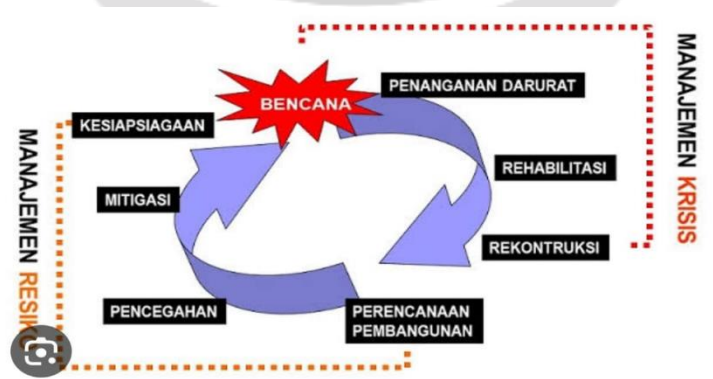 BENCANA
PENANGANAN DARURAT
REHABILITASI
REKONTRUKSI
MANAJEMEN KRISIS
PERENCANAAN
PEMBANGUNAN
PENCEGAHAN
MITIGASI
KESIAPSIAGAAN
MANAJEMEN